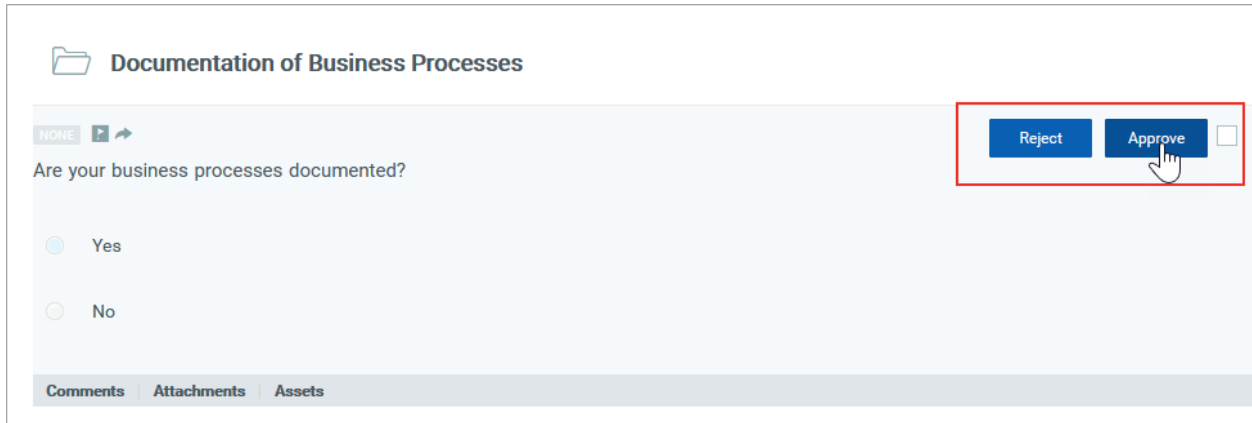 Documentation of Business Processes
NONE
Reject Approve
Are your business processes documented?
Yes
No
Comments Attachments Assets